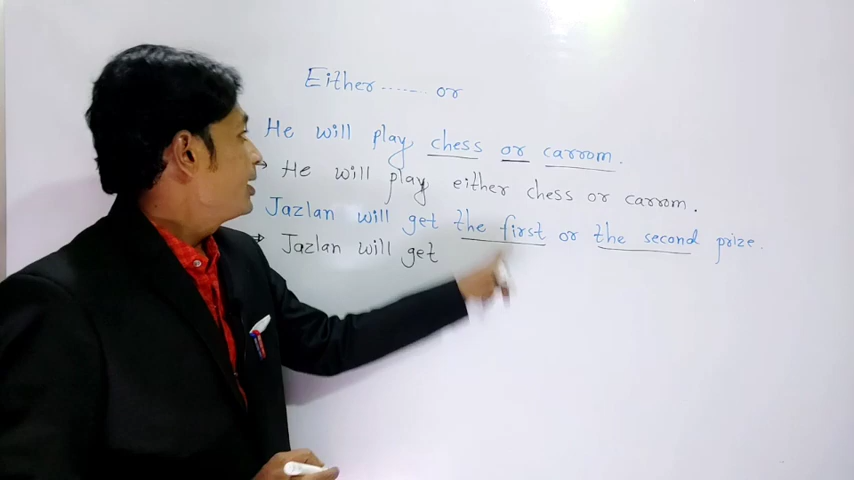 Either ...... or
He will play chess or carrom.
→ He will play either chess or carrom.
Jazlan will get the first or the second prize.
→ Jazlan will get